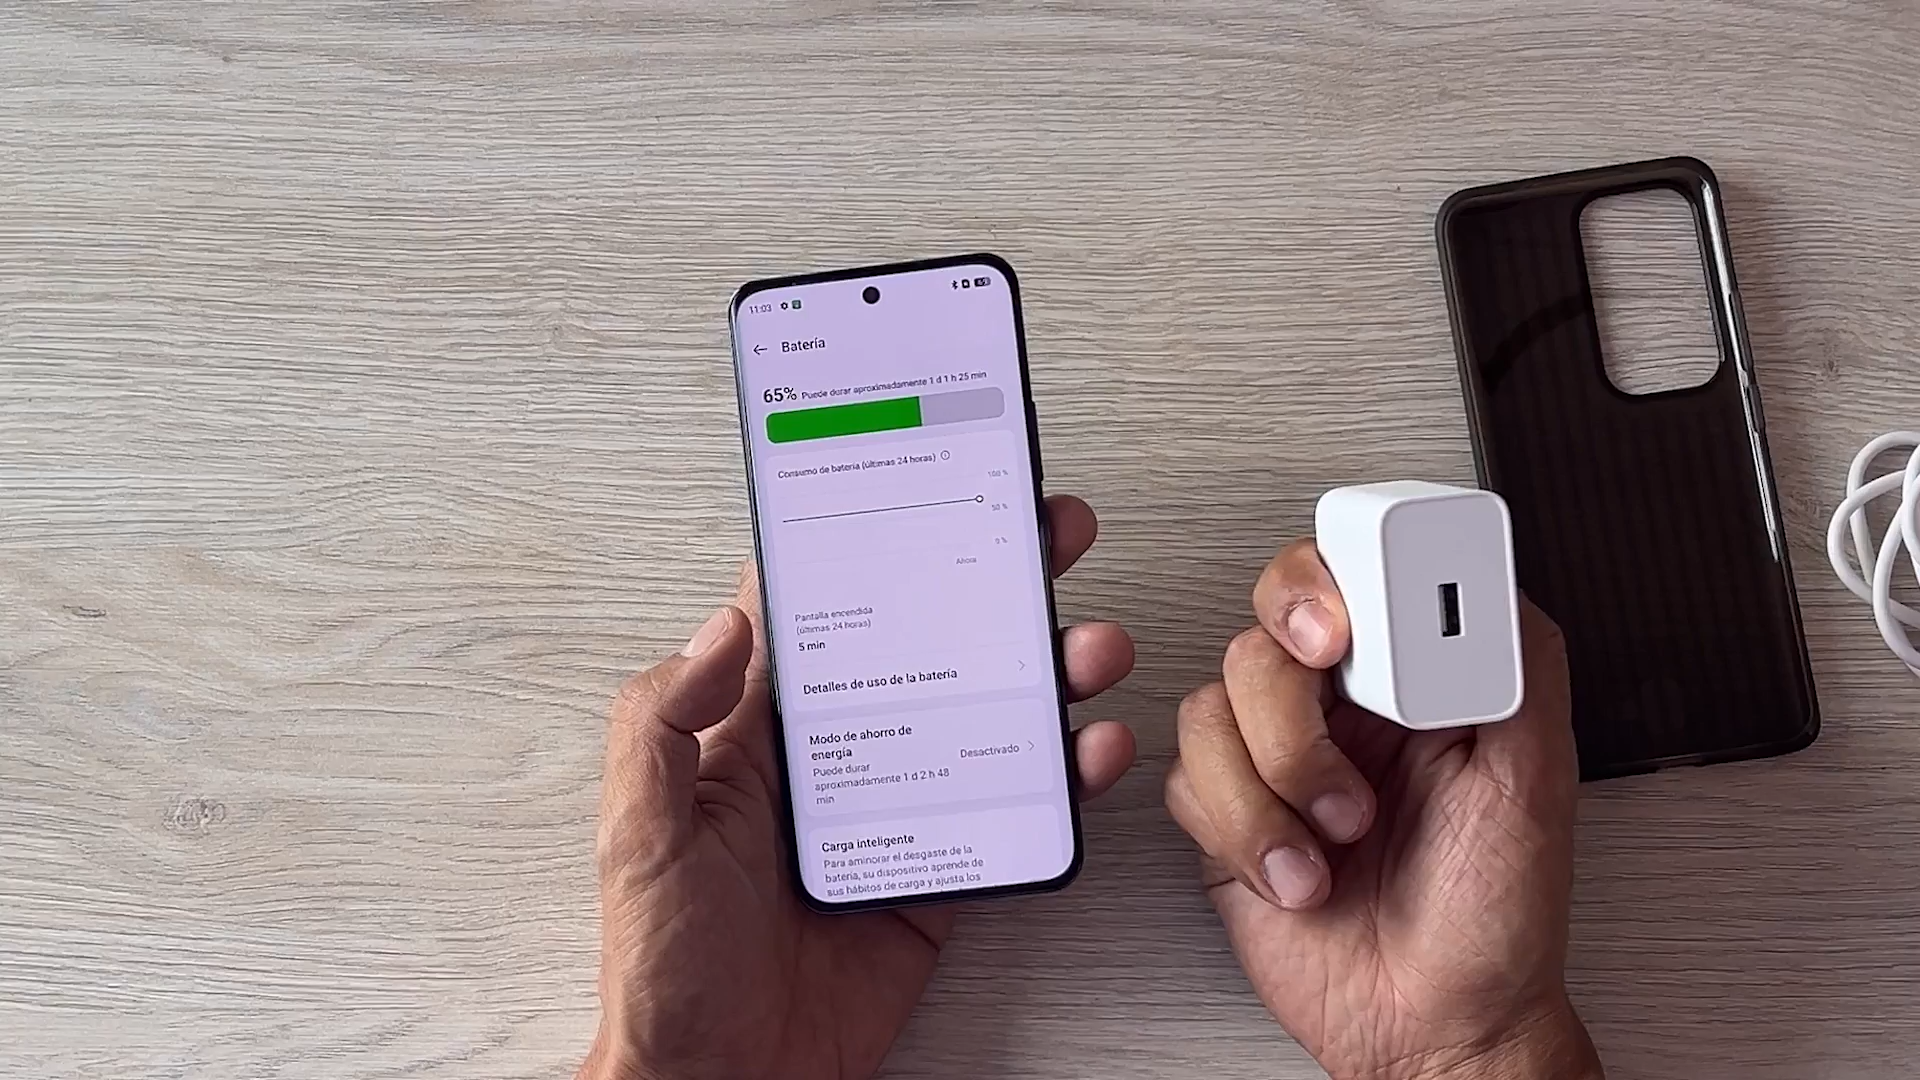 11:03
Batería
65% Puede durar aproximadamente 1 d 1 h 25 min
Consumo de batería (últimas 24 horas)
100 %
50 %
0 %
Ahora
Pantalla encendida
(últimas 24 horas)
5 min
Detalles de uso de la batería
Modo de ahorro de
energía
Desactivado
Puede durar
aproximadamente 1 d 2 h 48
min
Carga inteligente
Para aminorar el desgaste de la
batería, su dispositivo aprende de
sus hábitos de carga y ajusta los